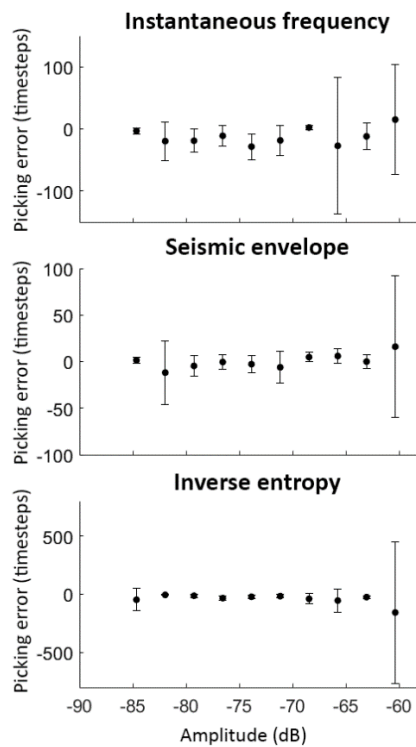 Instantaneous frequency
Picking error (timesteps)
100
0
-100
Seismic envelope
Picking error (timesteps)
100
50
0
-50
-100
Inverse entropy
Picking error (timesteps)
500
0
-500
-90 -85 -80 -75 -70 -65 -60
Amplitude (dB)